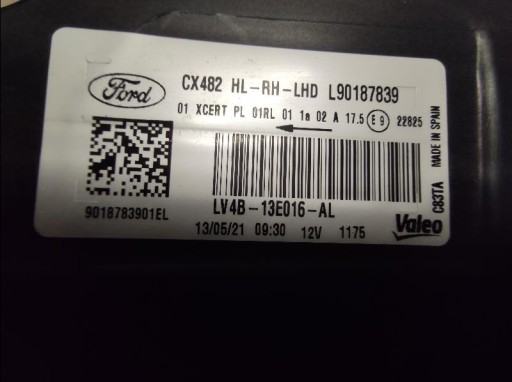 Ford
CX482 HL-RH-LHD L90187839
01 XCERT PL 01RL 01 1a 02 A 17.5 E9 22825
MADE IN SPAIN
C83TA
9018783901EL
LV4B-13E016-AL
13/05/21 09:30 12V 1175
Valeo